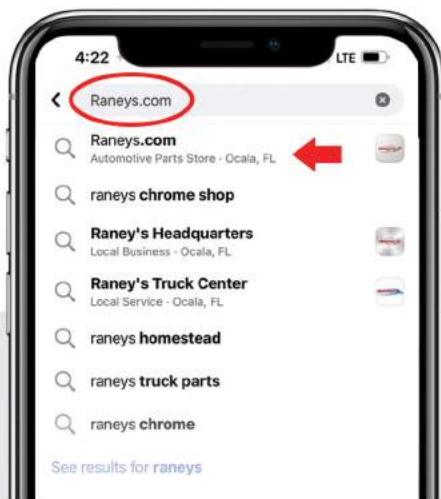 4:22
LTE
Raneys.com
Raneys.com
Automotive Parts Store · Ocala, FL
raneys chrome shop
Raney's Headquarters
Local Business · Ocala, FL
Raney's Truck Center
Local Service · Ocala, FL
raneys homestead
raneys truck parts
raneys chrome
See results for raneys